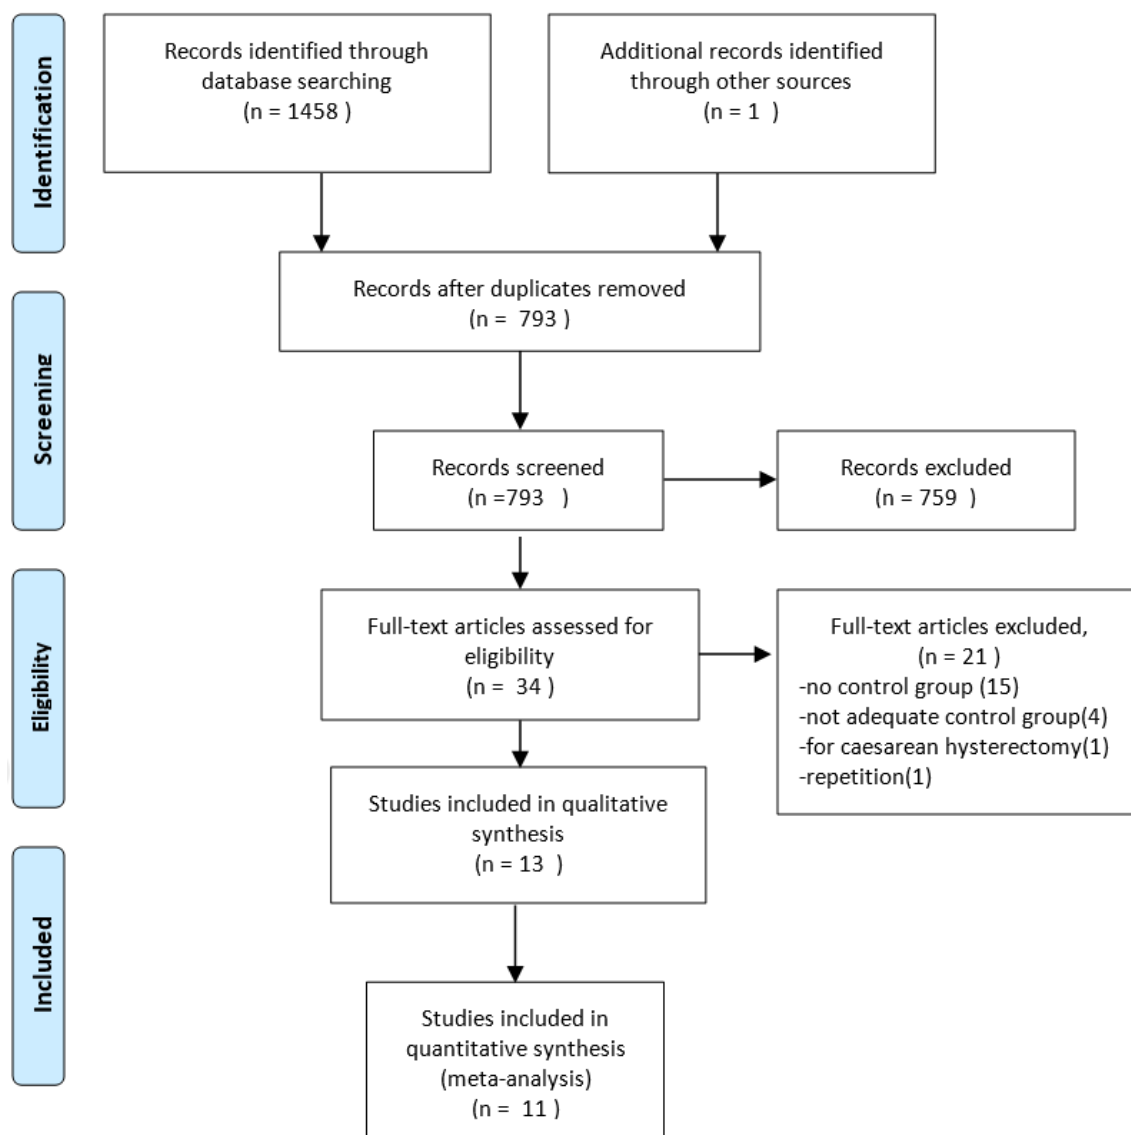 Identification
Records identified through
database searching
(n = 1458 )
Additional records identified
through other sources
(n = 1 )
Records after duplicates removed
(n = 793 )
Screening
Records screened
(n =793 )
Records excluded
(n = 759 )
Eligibility
Full-text articles assessed for
eligibility
(n = 34 )
Full-text articles excluded,
(n = 21 )
-no control group (15)
-not adequate control group(4)
-for caesarean hysterectomy(1)
-repetition(1)
Studies included in qualitative
synthesis
(n = 13 )
Included
Studies included in
quantitative synthesis
(meta-analysis)
(n = 11 )